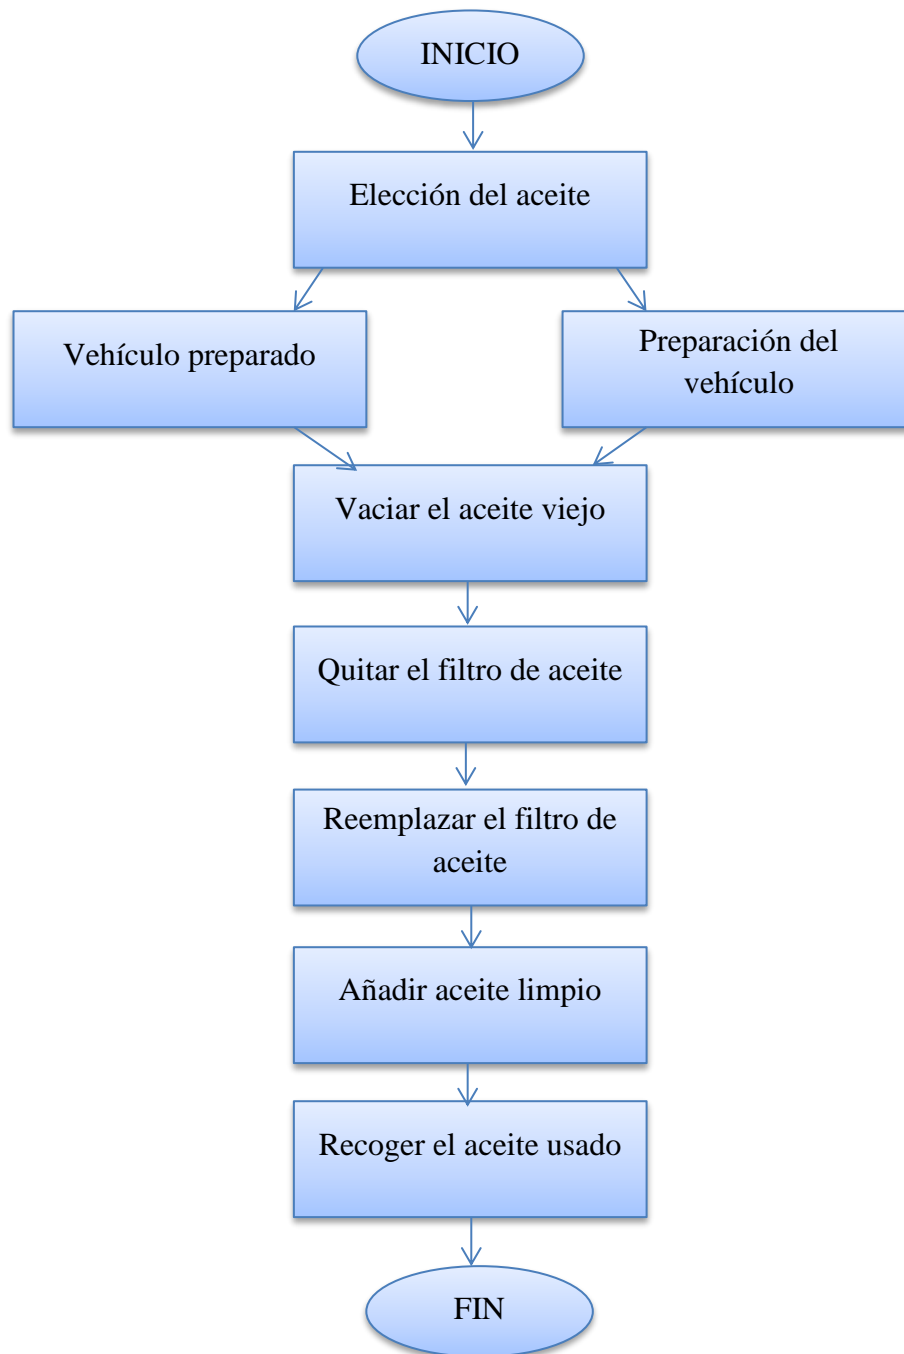 INICIO
Elección del aceite
Vehículo preparado
Preparación del
vehículo
Vaciar el aceite viejo
Quitar el filtro de aceite
Reemplazar el filtro de
aceite
Añadir aceite limpio
Recoger el aceite usado
FIN